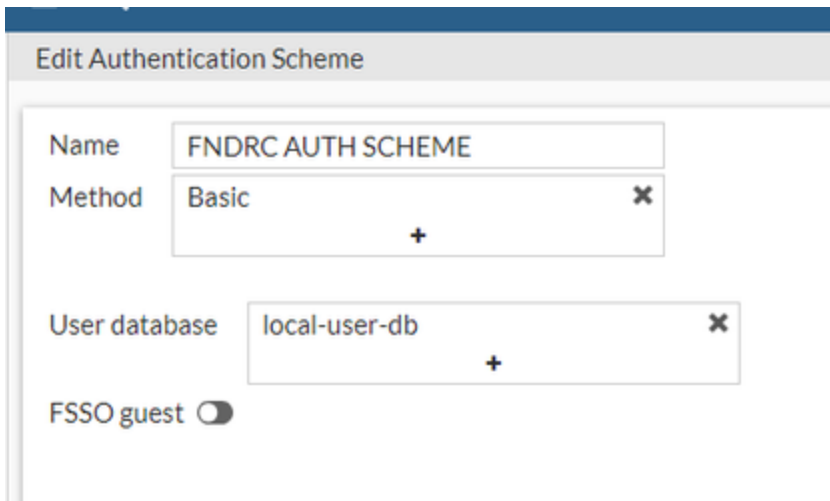 Edit Authentication Scheme
Name FNDRC AUTH SCHEME
Method Basic
+
User database local-user-db
+
FSSO guest